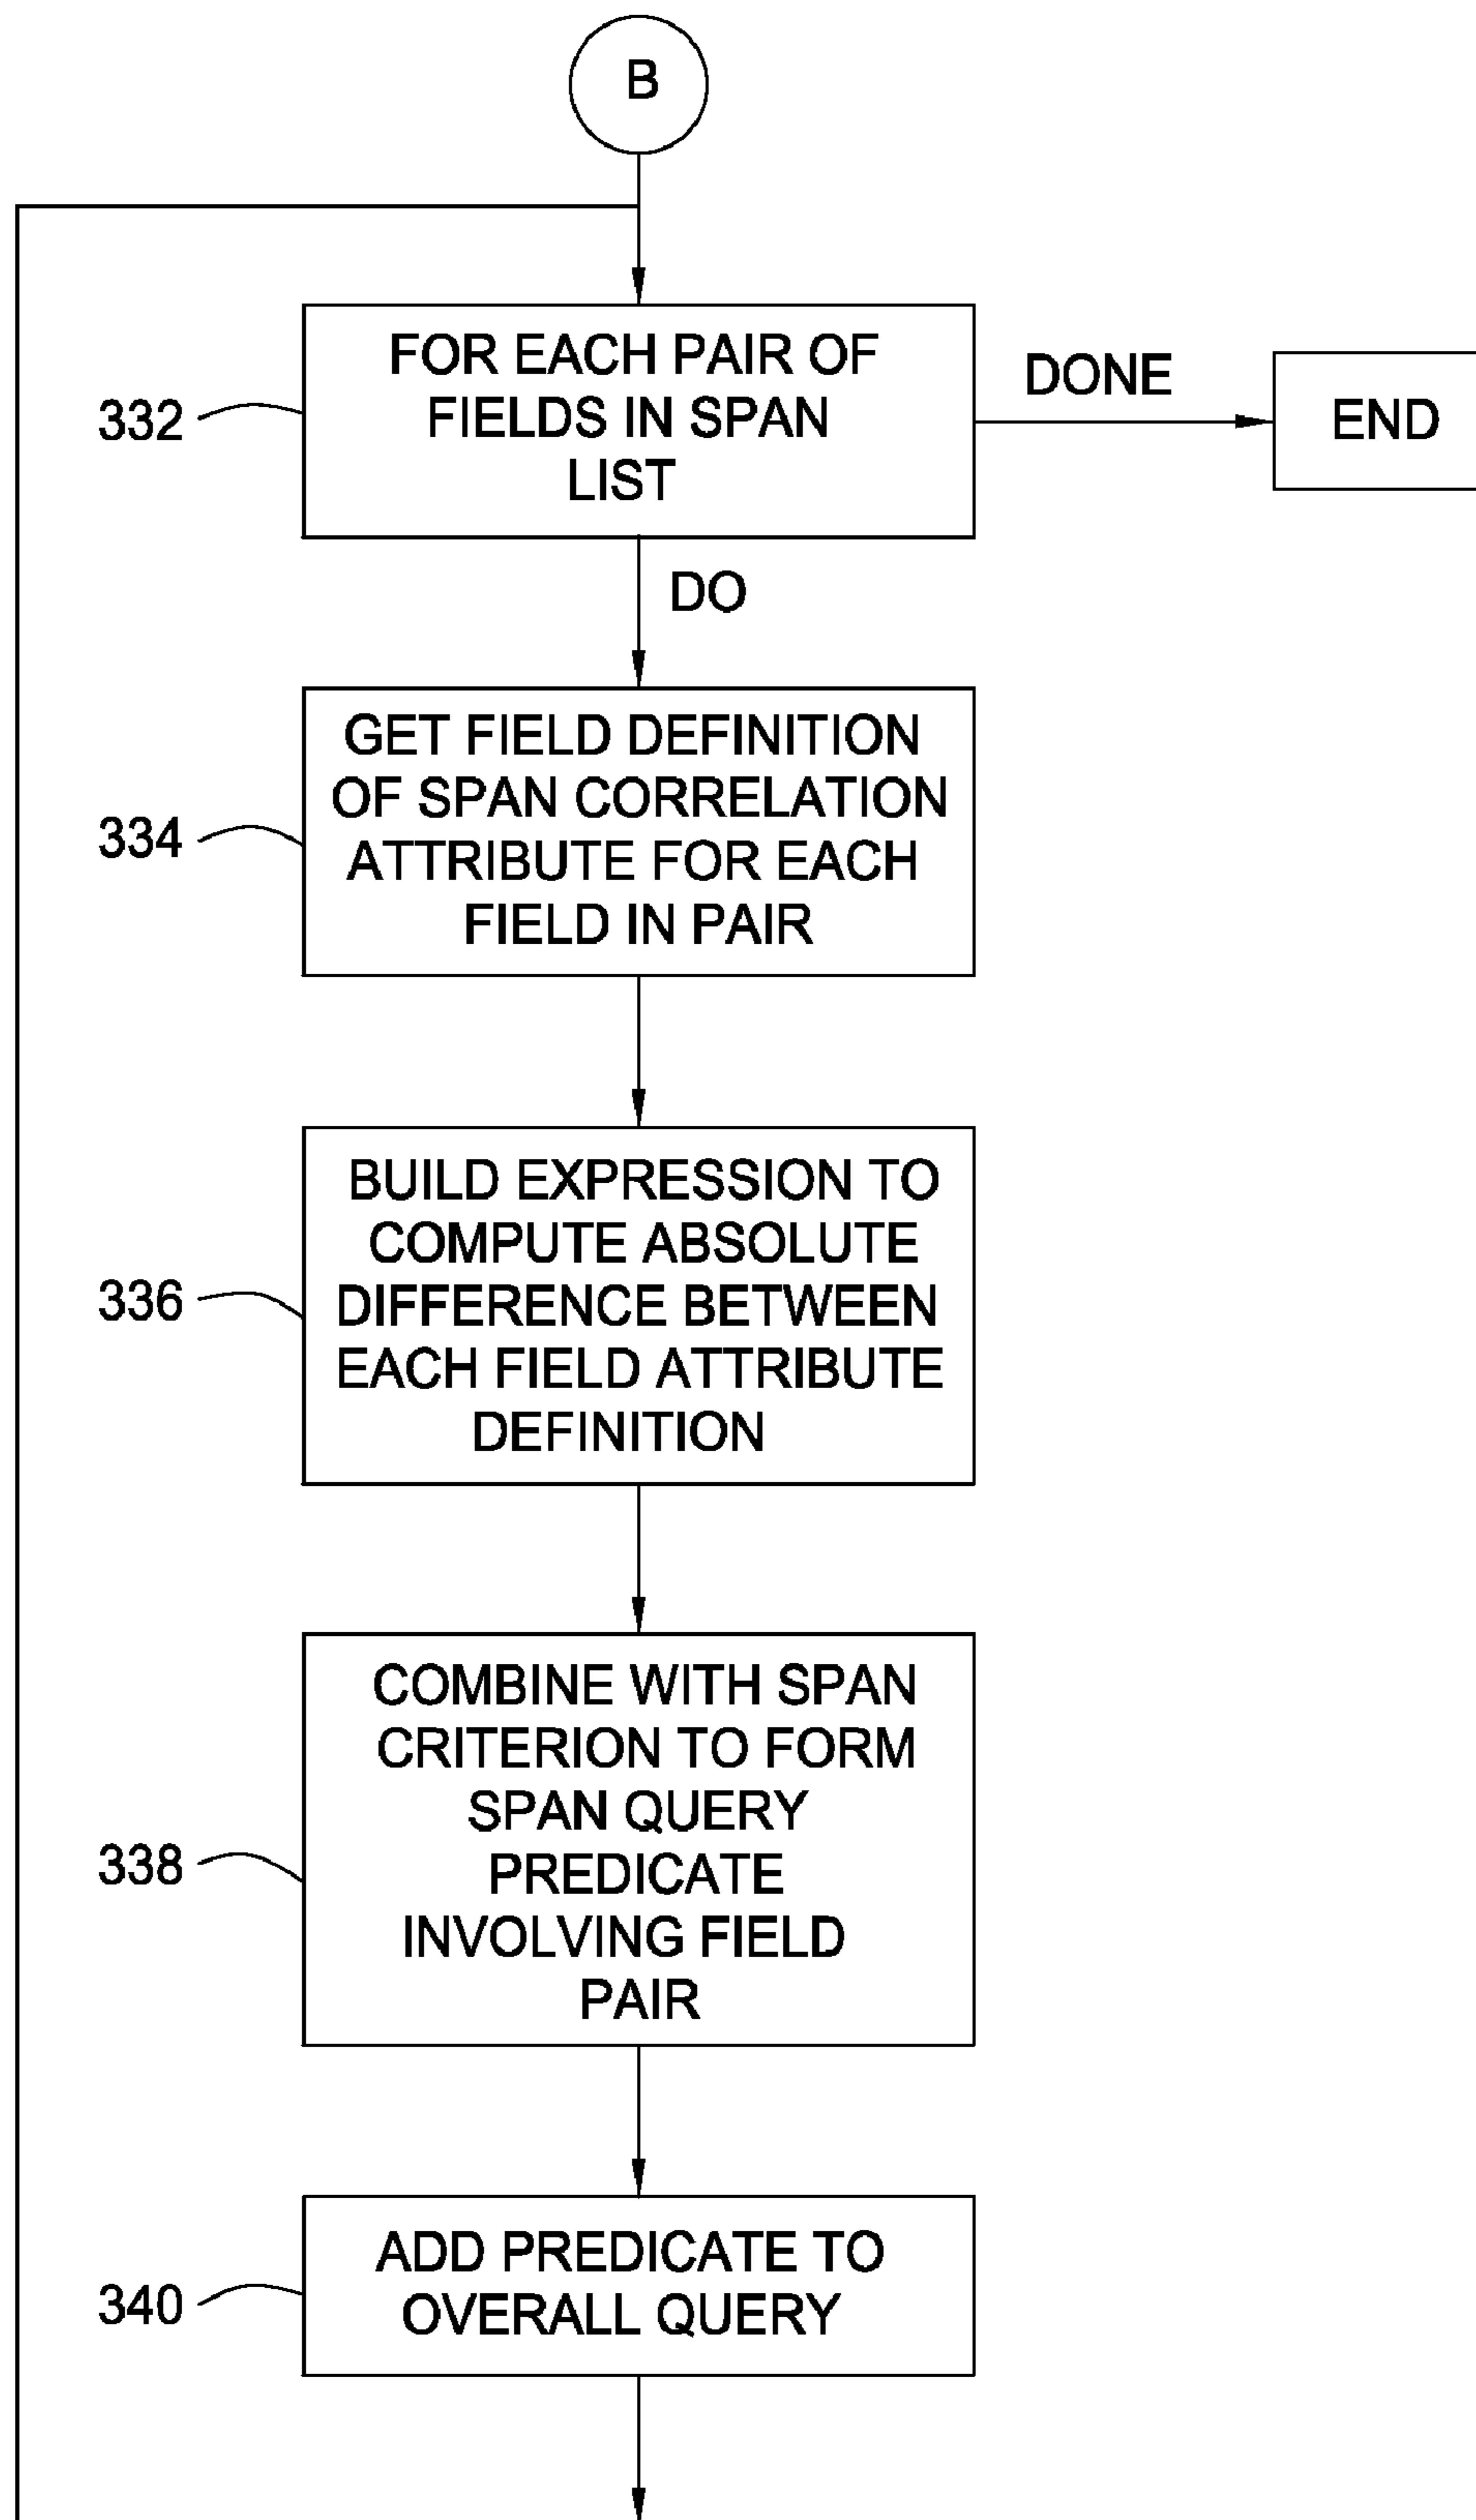 B
FOR EACH PAIR OF
FIELDS IN SPAN
LIST
332
DONE
END
DO
GET FIELD DEFINITION
OF SPAN CORRELATION
ATTRIBUTE FOR EACH
FIELD IN PAIR
334
BUILD EXPRESSION TO
COMPUTE ABSOLUTE
DIFFERENCE BETWEEN
EACH FIELD ATTRIBUTE
DEFINITION
336
COMBINE WITH SPAN
CRITERION TO FORM
SPAN QUERY
PREDICATE
INVOLVING FIELD
PAIR
338
ADD PREDICATE TO
OVERALL QUERY
340